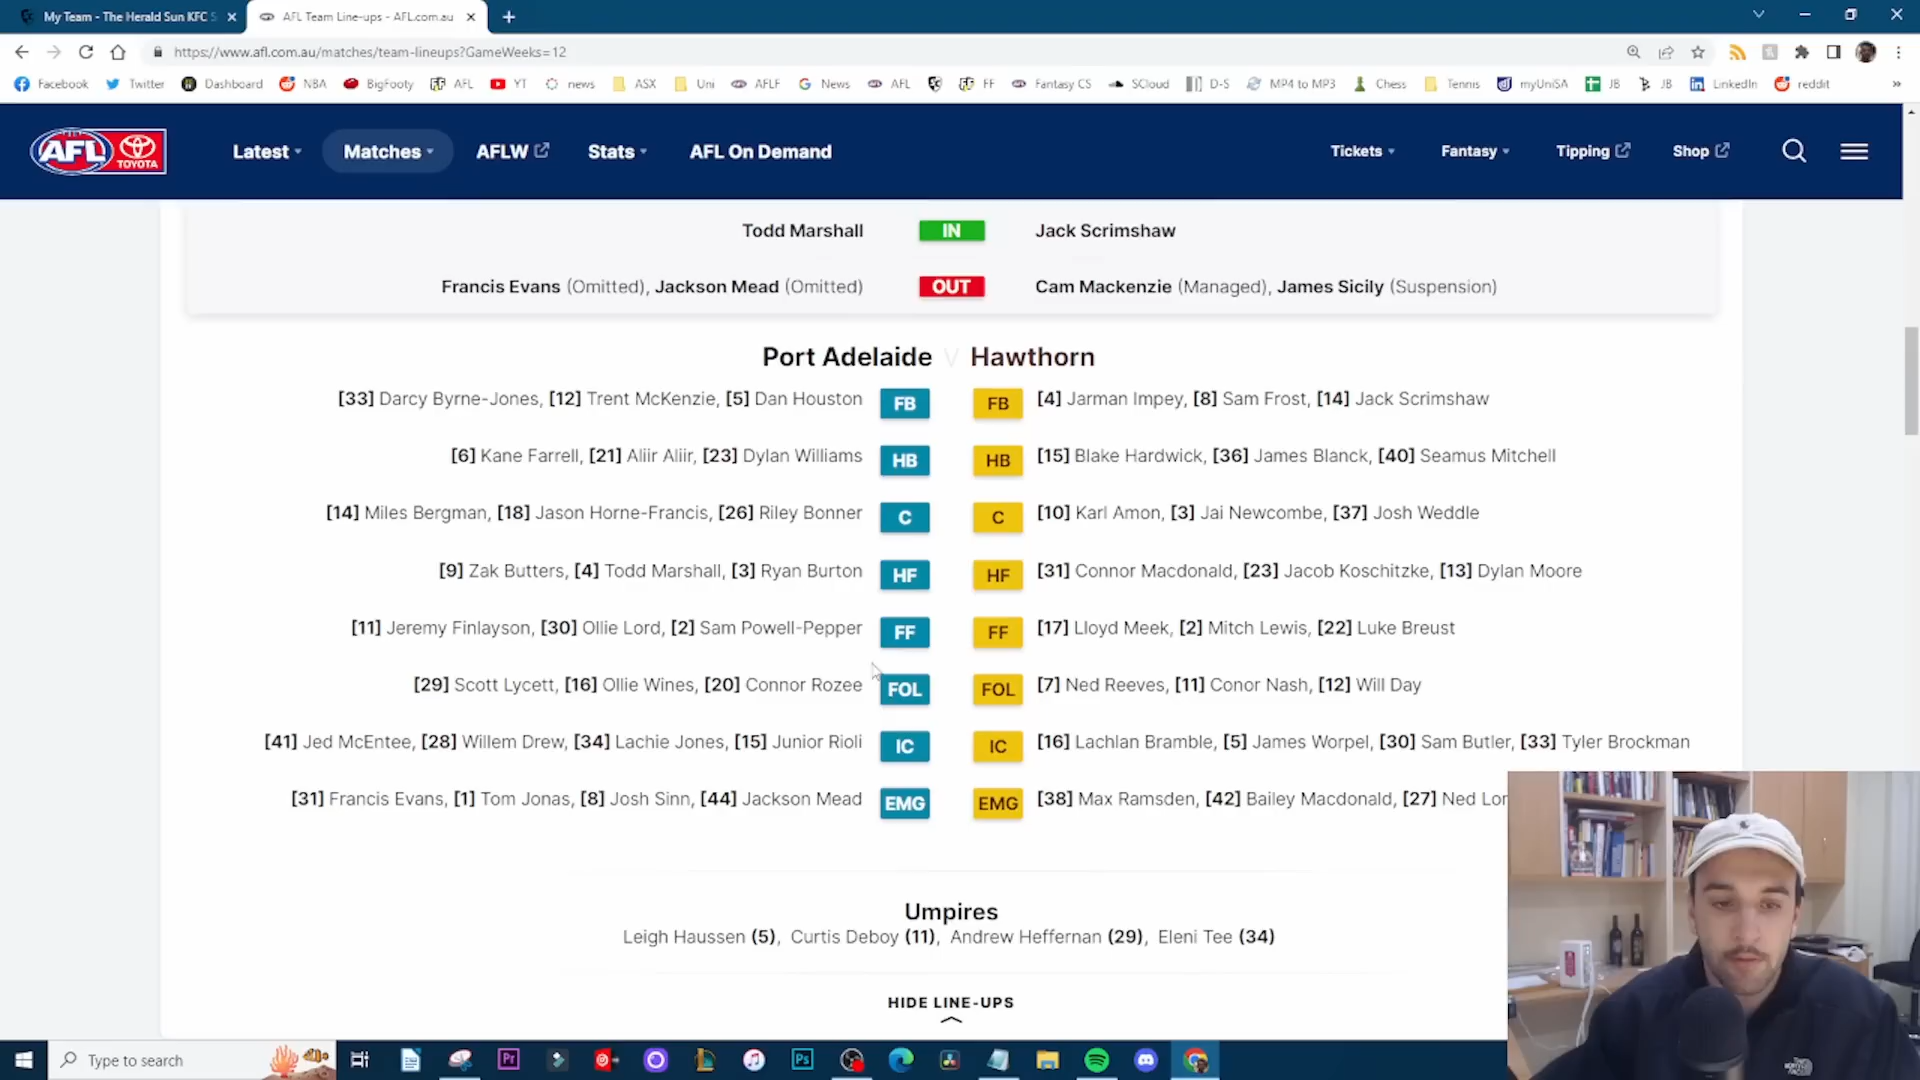 My Team - The Herald Sun KFC S
AFL Team Line-ups - AFL.com.au
https://www.afl.com.au/matches/team-lineups?GameWeeks=12
Facebook Twitter Dashboard NBA BigFooty AFL YT news ASX Uni AFLF News AFL FF Fantasy CS SCloud D-S MP4 to MP3 Chess Tennis myUniSA JB JB LinkedIn reddit
AFL TOYOTA
Latest Matches AFLW Stats AFL On Demand Tickets Fantasy Tipping Shop
Todd Marshall IN Jack Scrimshaw
Francis Evans (Omitted), Jackson Mead (Omitted) OUT Cam Mackenzie (Managed), James Sicily (Suspension)
Port Adelaide V Hawthorn
[33] Darcy Byrne-Jones, [12] Trent McKenzie, [5] Dan Houston FB FB [4] Jarman Impey, [8] Sam Frost, [14] Jack Scrimshaw
[6] Kane Farrell, [21] Aliir Aliir, [23] Dylan Williams HB HB [15] Blake Hardwick, [36] James Blanck, [40] Seamus Mitchell
[14] Miles Bergman, [18] Jason Horne-Francis, [26] Riley Bonner C C [10] Karl Amon, [3] Jai Newcombe, [37] Josh Weddle
[9] Zak Butters, [4] Todd Marshall, [3] Ryan Burton HF HF [31] Connor Macdonald, [23] Jacob Koschitzke, [13] Dylan Moore
[11] Jeremy Finlayson, [30] Ollie Lord, [2] Sam Powell-Pepper FF FF [17] Lloyd Meek, [2] Mitch Lewis, [22] Luke Breust
[29] Scott Lycett, [16] Ollie Wines, [20] Connor Rozee FOL FOL [7] Ned Reeves, [11] Conor Nash, [12] Will Day
[41] Jed McEntee, [28] Willem Drew, [34] Lachie Jones, [15] Junior Rioli IC IC [16] Lachlan Bramble, [5] James Worpel, [30] Sam Butler, [33] Tyler Brockman
[31] Francis Evans, [1] Tom Jonas, [8] Josh Sinn, [44] Jackson Mead EMG EMG [38] Max Ramsden, [42] Bailey Macdonald, [27] Ned Lon
Umpires
Leigh Haussen (5), Curtis Deboy (11), Andrew Heffernan (29), Eleni Tee (34)
HIDE LINE-UPS
Type to search
Pr
Ps